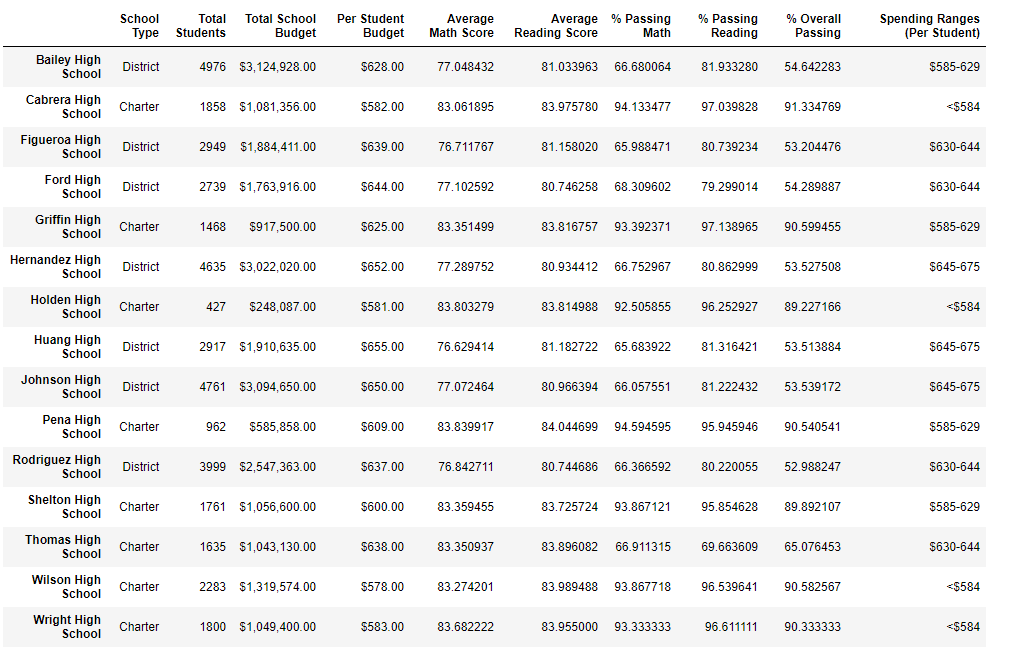 School Type Total Students Total School Budget Per Student Budget Average Math Score Average Reading Score % Passing Math % Passing Reading % Overall Passing Spending Ranges (Per Student)
Bailey High School District 4976 $3,124,928.00 $628.00 77.048432 81.033963 66.680064 81.933280 54.642283 $585-629
Cabrera High School Charter 1858 $1,081,356.00 $582.00 83.061895 83.975780 94.133477 97.039828 91.334769 <$584
Figueroa High School District 2949 $1,884,411.00 $639.00 76.711767 81.158020 65.988471 80.739234 53.204476 $630-644
Ford High School District 2739 $1,763,916.00 $644.00 77.102592 80.746258 68.309602 79.299014 54.289887 $630-644
Griffin High School Charter 1468 $917,500.00 $625.00 83.351499 83.816757 93.392371 97.138965 90.599455 $585-629
Hernandez High School District 4635 $3,022,020.00 $652.00 77.289752 80.934412 66.752967 80.862999 53.527508 $645-675
Holden High School Charter 427 $248,087.00 $581.00 83.803279 83.814988 92.505855 96.252927 89.227166 <$584
Huang High School District 2917 $1,910,635.00 $655.00 76.629414 81.182722 65.683922 81.316421 53.513884 $645-675
Johnson High School District 4761 $3,094,650.00 $650.00 77.072464 80.966394 66.057551 81.222432 53.539172 $645-675
Pena High School Charter 962 $585,858.00 $609.00 83.839917 84.044699 94.594595 95.945946 90.540541 $585-629
Rodriguez High School District 3999 $2,547,363.00 $637.00 76.842711 80.744686 66.366592 80.220055 52.988247 $630-644
Shelton High School Charter 1761 $1,056,600.00 $600.00 83.359455 83.725724 93.867121 95.854628 89.892107 $585-629
Thomas High School Charter 1635 $1,043,130.00 $638.00 83.350937 83.896082 66.911315 69.663609 65.076453 $630-644
Wilson High School Charter 2283 $1,319,574.00 $578.00 83.274201 83.989488 93.867718 96.539641 90.582567 <$584
Wright High School Charter 1800 $1,049,400.00 $583.00 83.682222 83.955000 93.333333 96.611111 90.333333 <$584